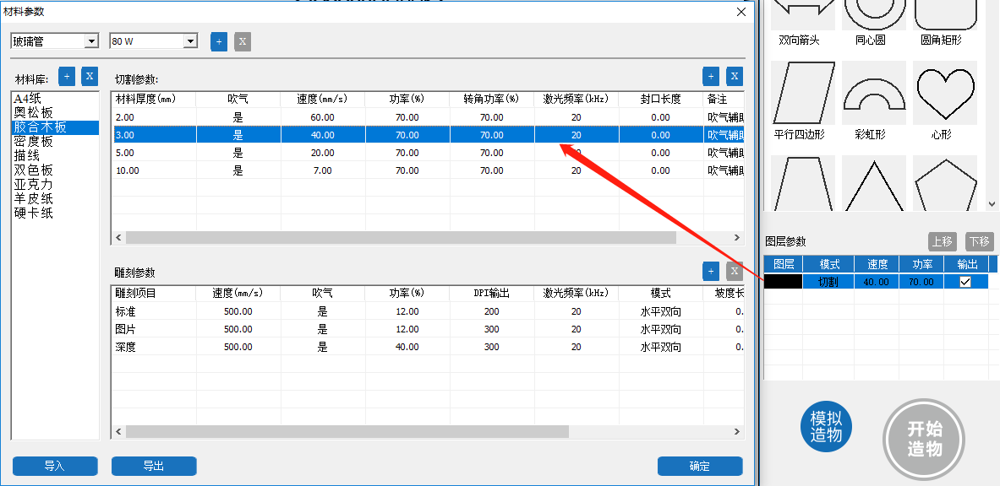 材料参数
玻璃管 80 W + X
材料库: + X
A4纸
奥松板
胶合木板
密度板
描线
双色板
亚克力
羊皮纸
硬卡纸
切割参数: + X
材料厚度(mm) 吹气 速度(mm/s) 功率(%) 转角功率(%) 激光频率(kHz) 封口长度 备注
2.00 是 60.00 70.00 70.00 20 0.00 吹气辅助
3.00 是 40.00 70.00 70.00 20 0.00 吹气辅助
5.00 是 20.00 70.00 70.00 20 0.00 吹气辅助
10.00 是 7.00 70.00 70.00 20 0.00 吹气辅助
雕刻参数 + X
雕刻项目 速度(mm/s) 吹气 功率(%) DPI输出 激光频率(kHz) 模式 坡度长
标准 500.00 是 12.00 200 20 水平双向 0.
图片 500.00 是 12.00 300 20 水平双向 0.
深度 500.00 是 40.00 300 20 水平双向 0.
导入 导出 确定
双向箭头 同心圆 圆角矩形
平行四边形 彩虹形 心形
图层参数 上移 下移
图层 模式 速度 功率 输出
切割 40.00 70.00
模拟
造物
开始
造物